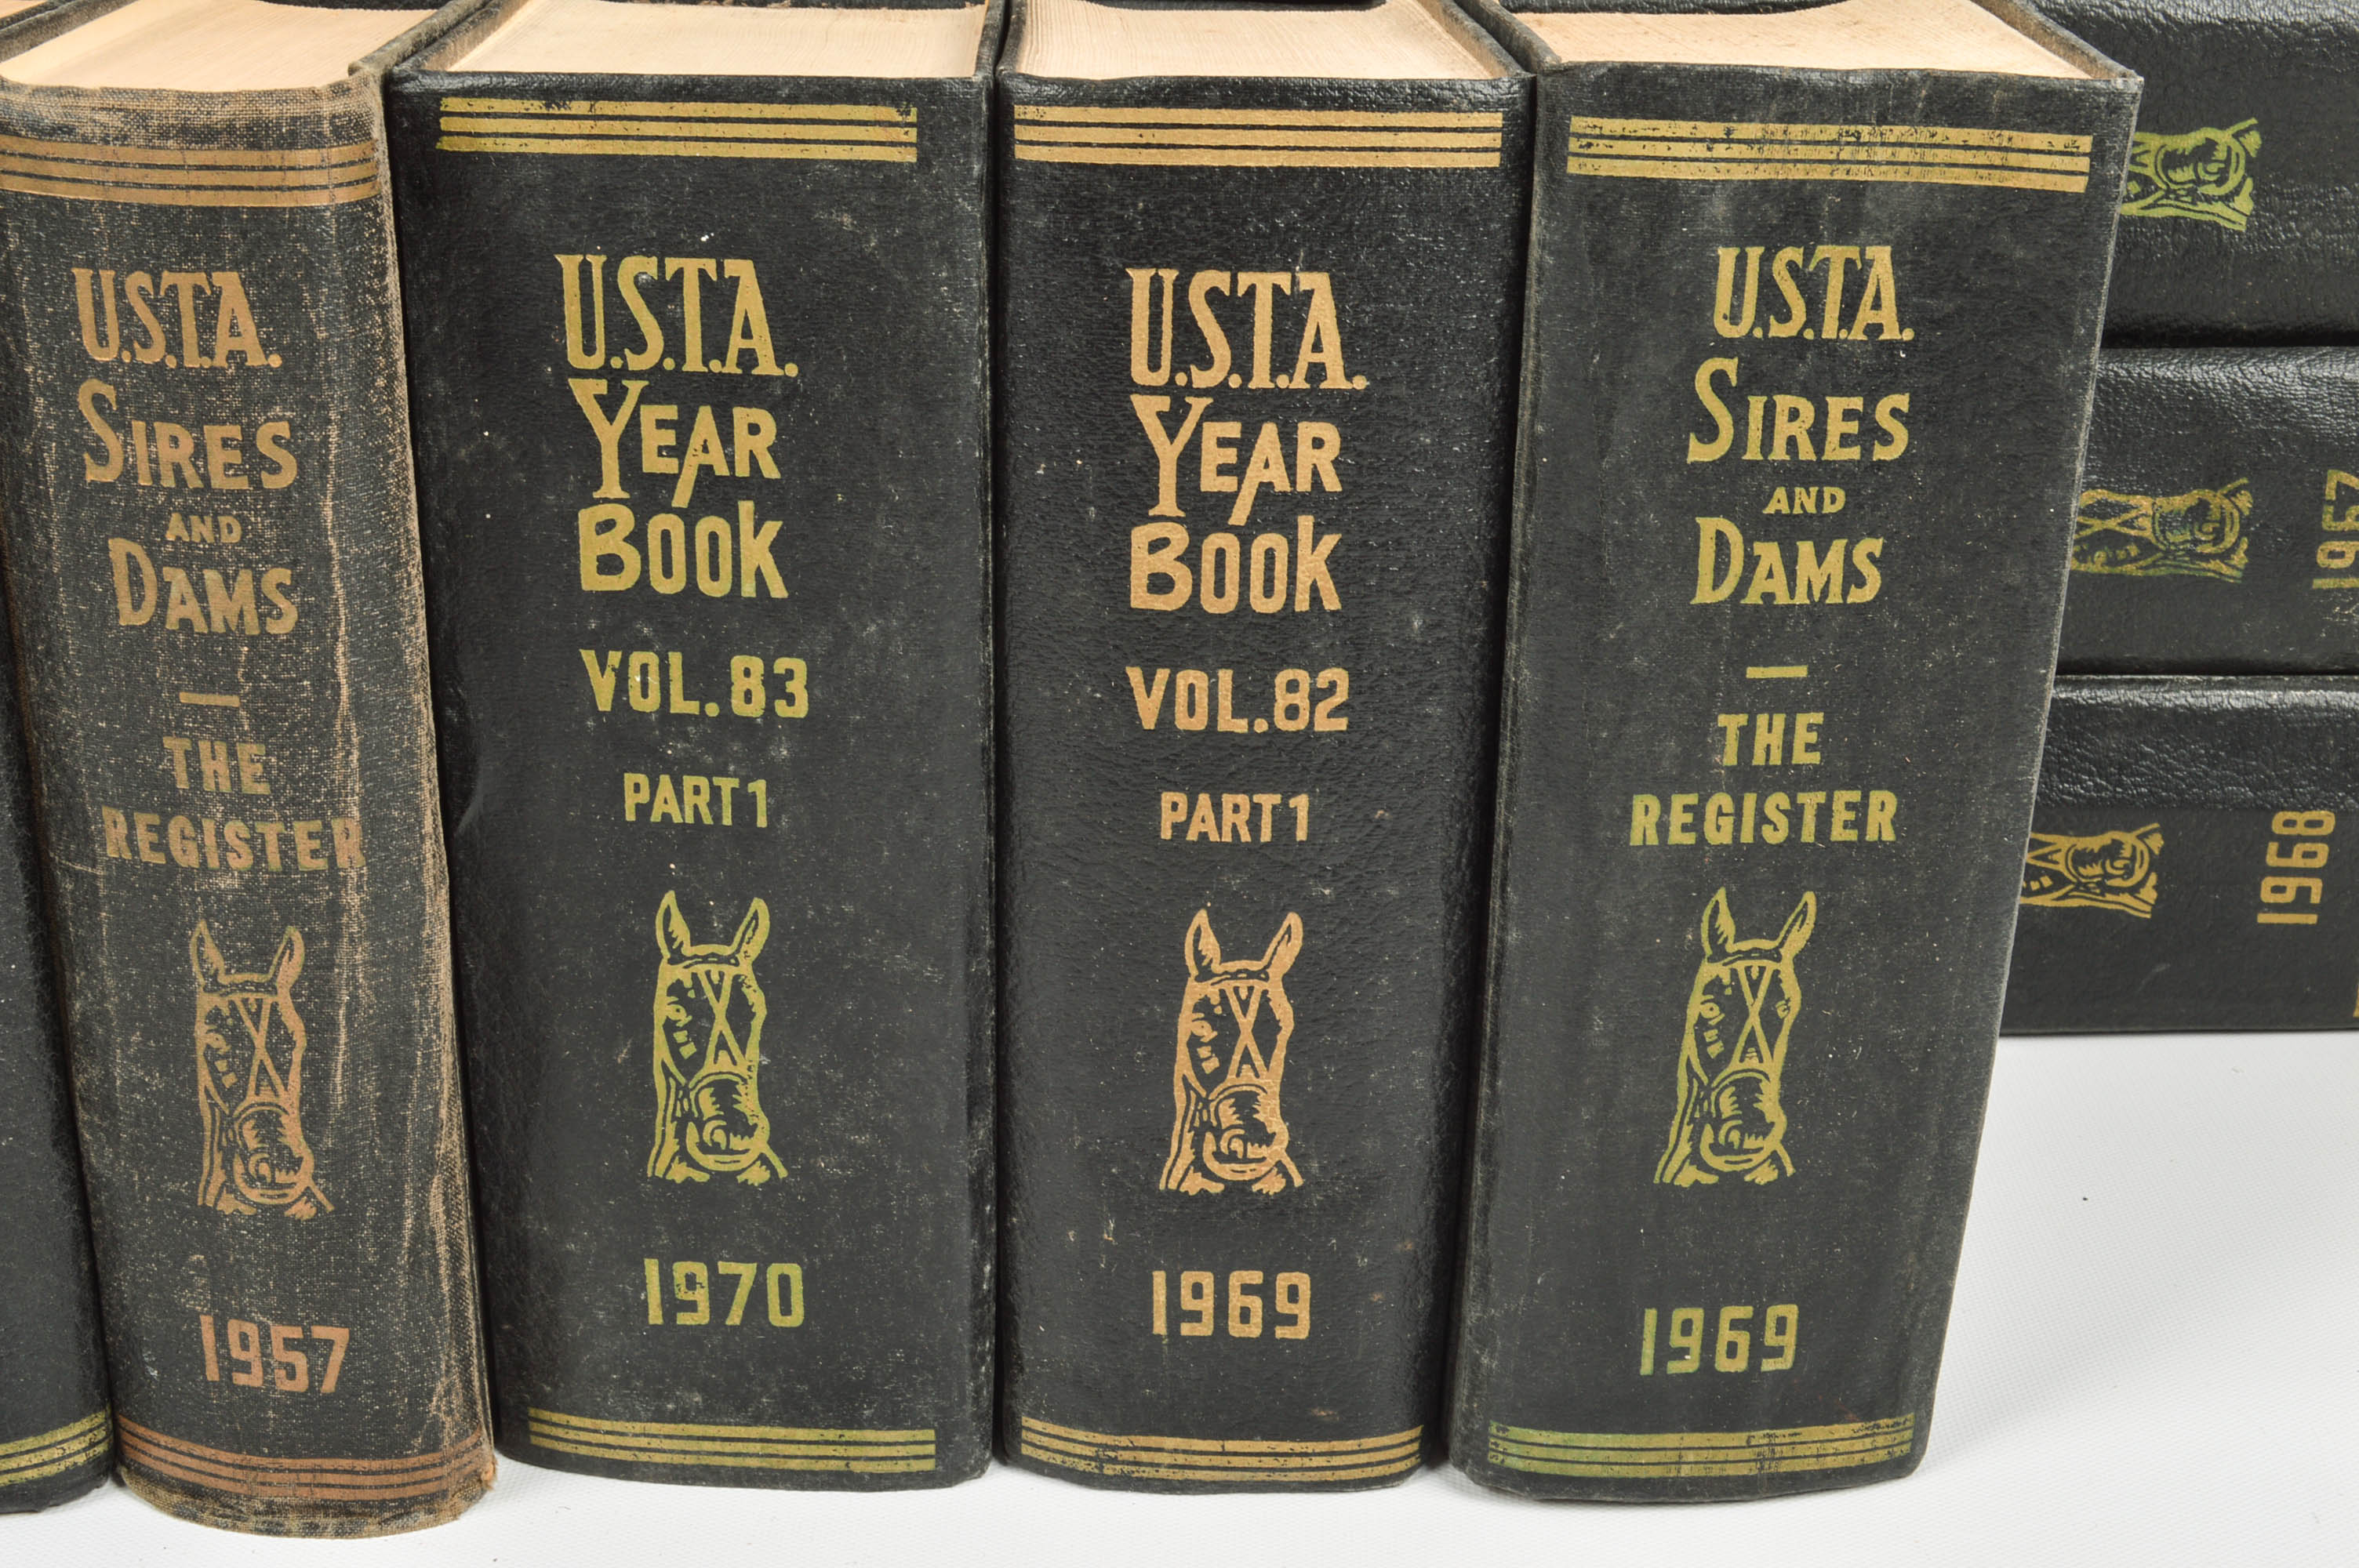 U.S.T.A.
SIRES
AND
DAMS
—
THE
REGISTER
1957
U.S.T.A.
YEAR
BOOK
VOL. 83
PART 1
1970
U.S.T.A.
YEAR
BOOK
VOL. 82
PART 1
1969
U.S.T.A.
SIRES
AND
DAMS
—
THE
REGISTER
1969
1967
1968